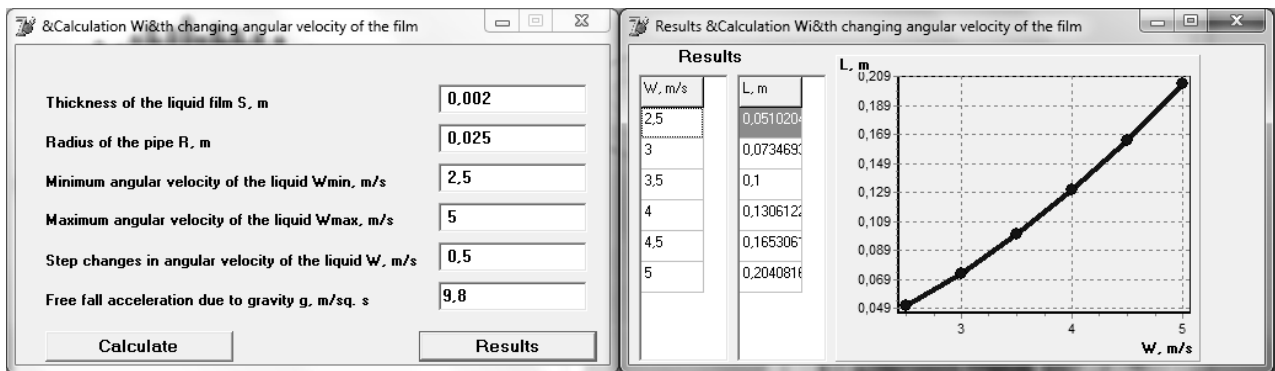 &Calculation Wi&th changing angular velocity of the film
Thickness of the liquid film S, m
0,002
Radius of the pipe R, m
0,025
Minimum angular velocity of the liquid Wmin, m/s
2,5
Maximum angular velocity of the liquid Wmax, m/s
5
Step changes in angular velocity of the liquid W, m/s
0,5
Free fall acceleration due to gravity g, m/sq. s
9,8
Calculate
Results
Results &Calculation Wi&th changing angular velocity of the film
Results
W, m/s
L, m
2,5
0,0510204
3
0,073469
3,5
0,1
4
0,130612
4,5
0,165306
5
0,2040816
L, m
0,209
0,189
0,169
0,149
0,129
0,109
0,089
0,069
0,049
3
4
5
W, m/s